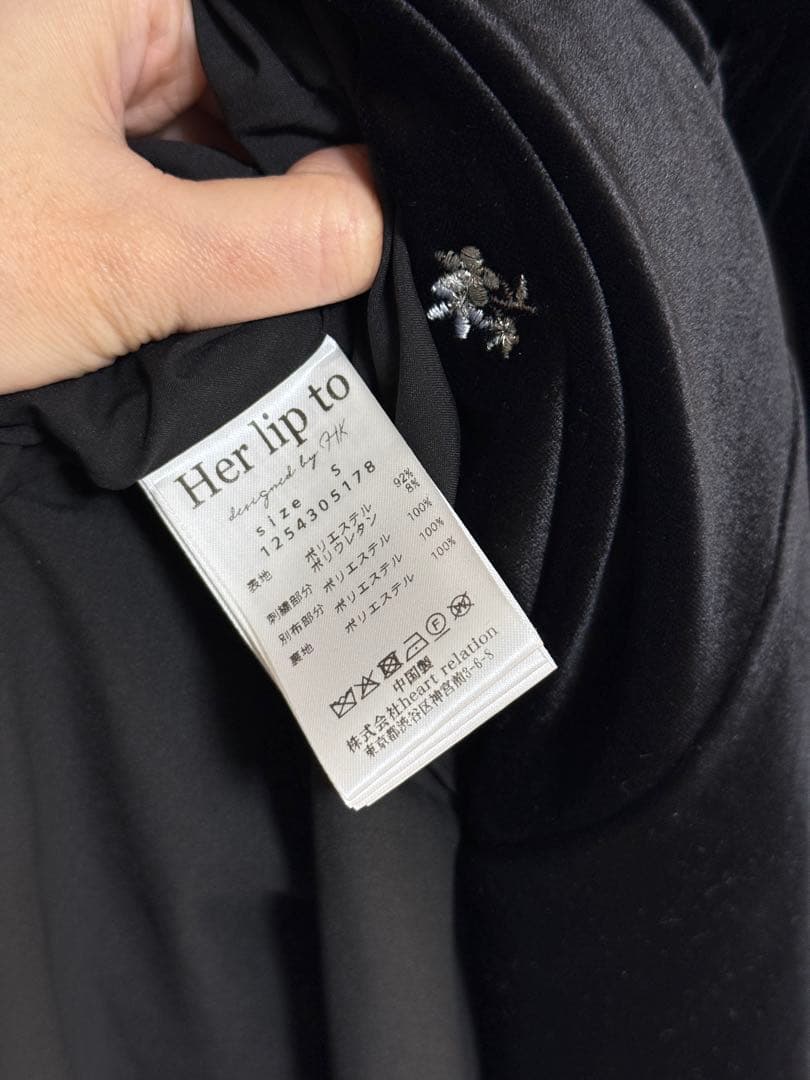 Her lip to
designed by HK
size S
1254305178
表地 ポリエステル 92%
ポリウレタン 8%
刺繍部分 ポリエステル 100%
別布部分 ポリエステル 100%
裏地 ポリエステル 100%
中国製
株式会社heart relation
東京都渋谷区神宮前3-6-8